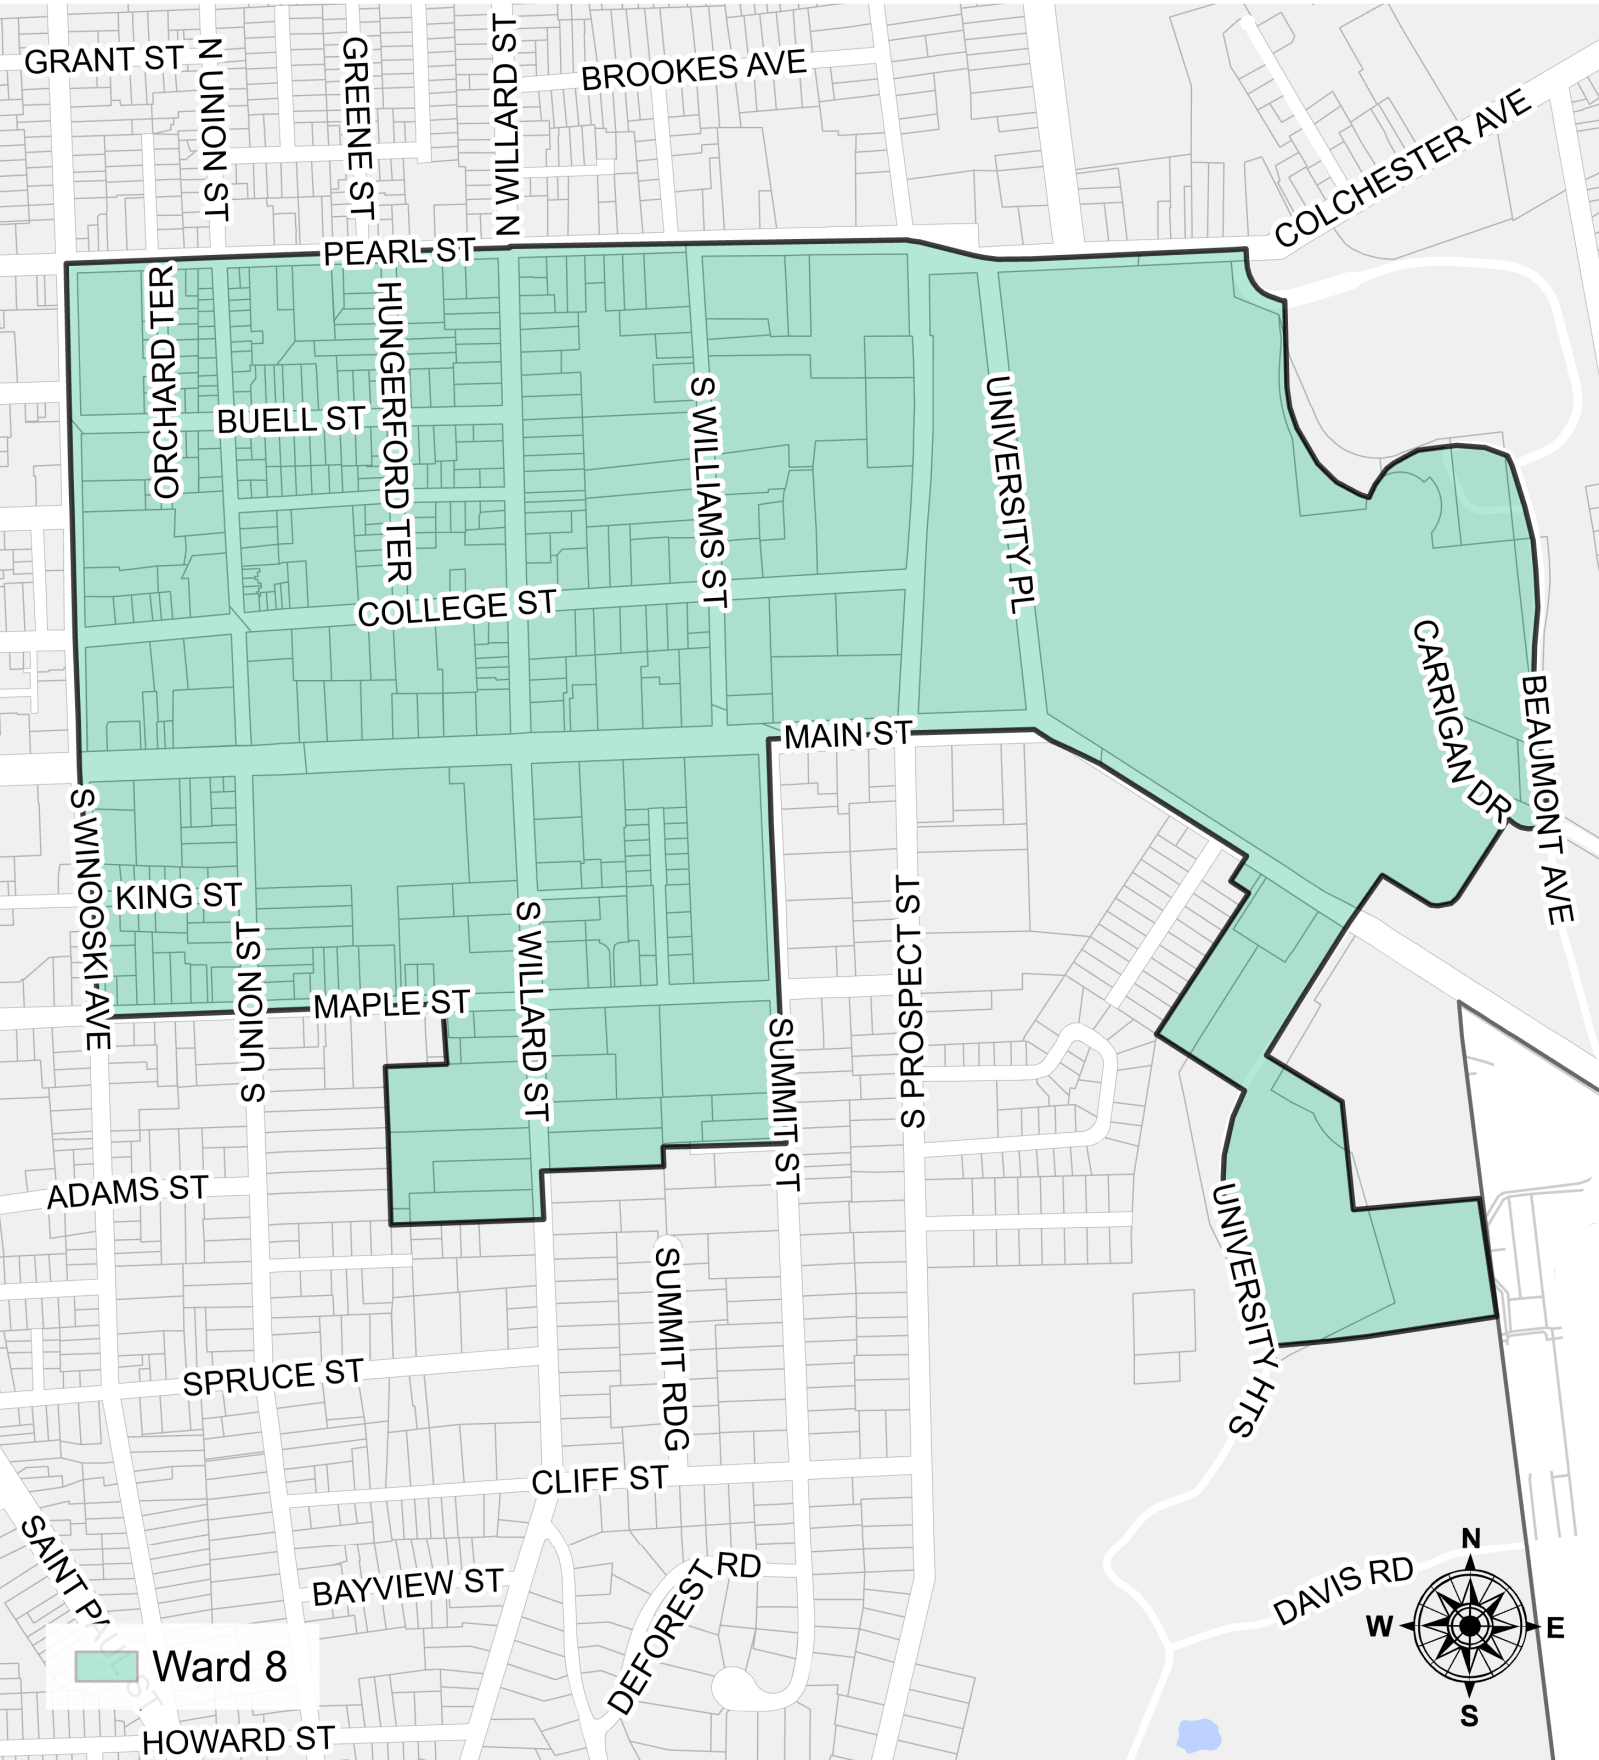 GRANT ST
N UNION ST
GREENE ST
N WILLARD ST
BROOKES AVE
COLCHESTER AVE
PEARL ST
ORCHARD TER
HUNGERFORD TER
BUELL ST
S WILLIAMS ST
UNIVERSITY PL
COLLEGE ST
CARRIGAN DR
BEAUMONT AVE
MAIN ST
S WINOOSKI AVE
KING ST
S UNION ST
S WILLARD ST
S PROSPECT ST
MAPLE ST
SUMMIT ST
ADAMS ST
UNIVERSITY HTS
SUMMIT RDG
SPRUCE ST
CLIFF ST
SAINT PAUL ST
BAYVIEW ST
DEFOREST RD
DAVIS RD
N
W
E
S
Ward 8
HOWARD ST